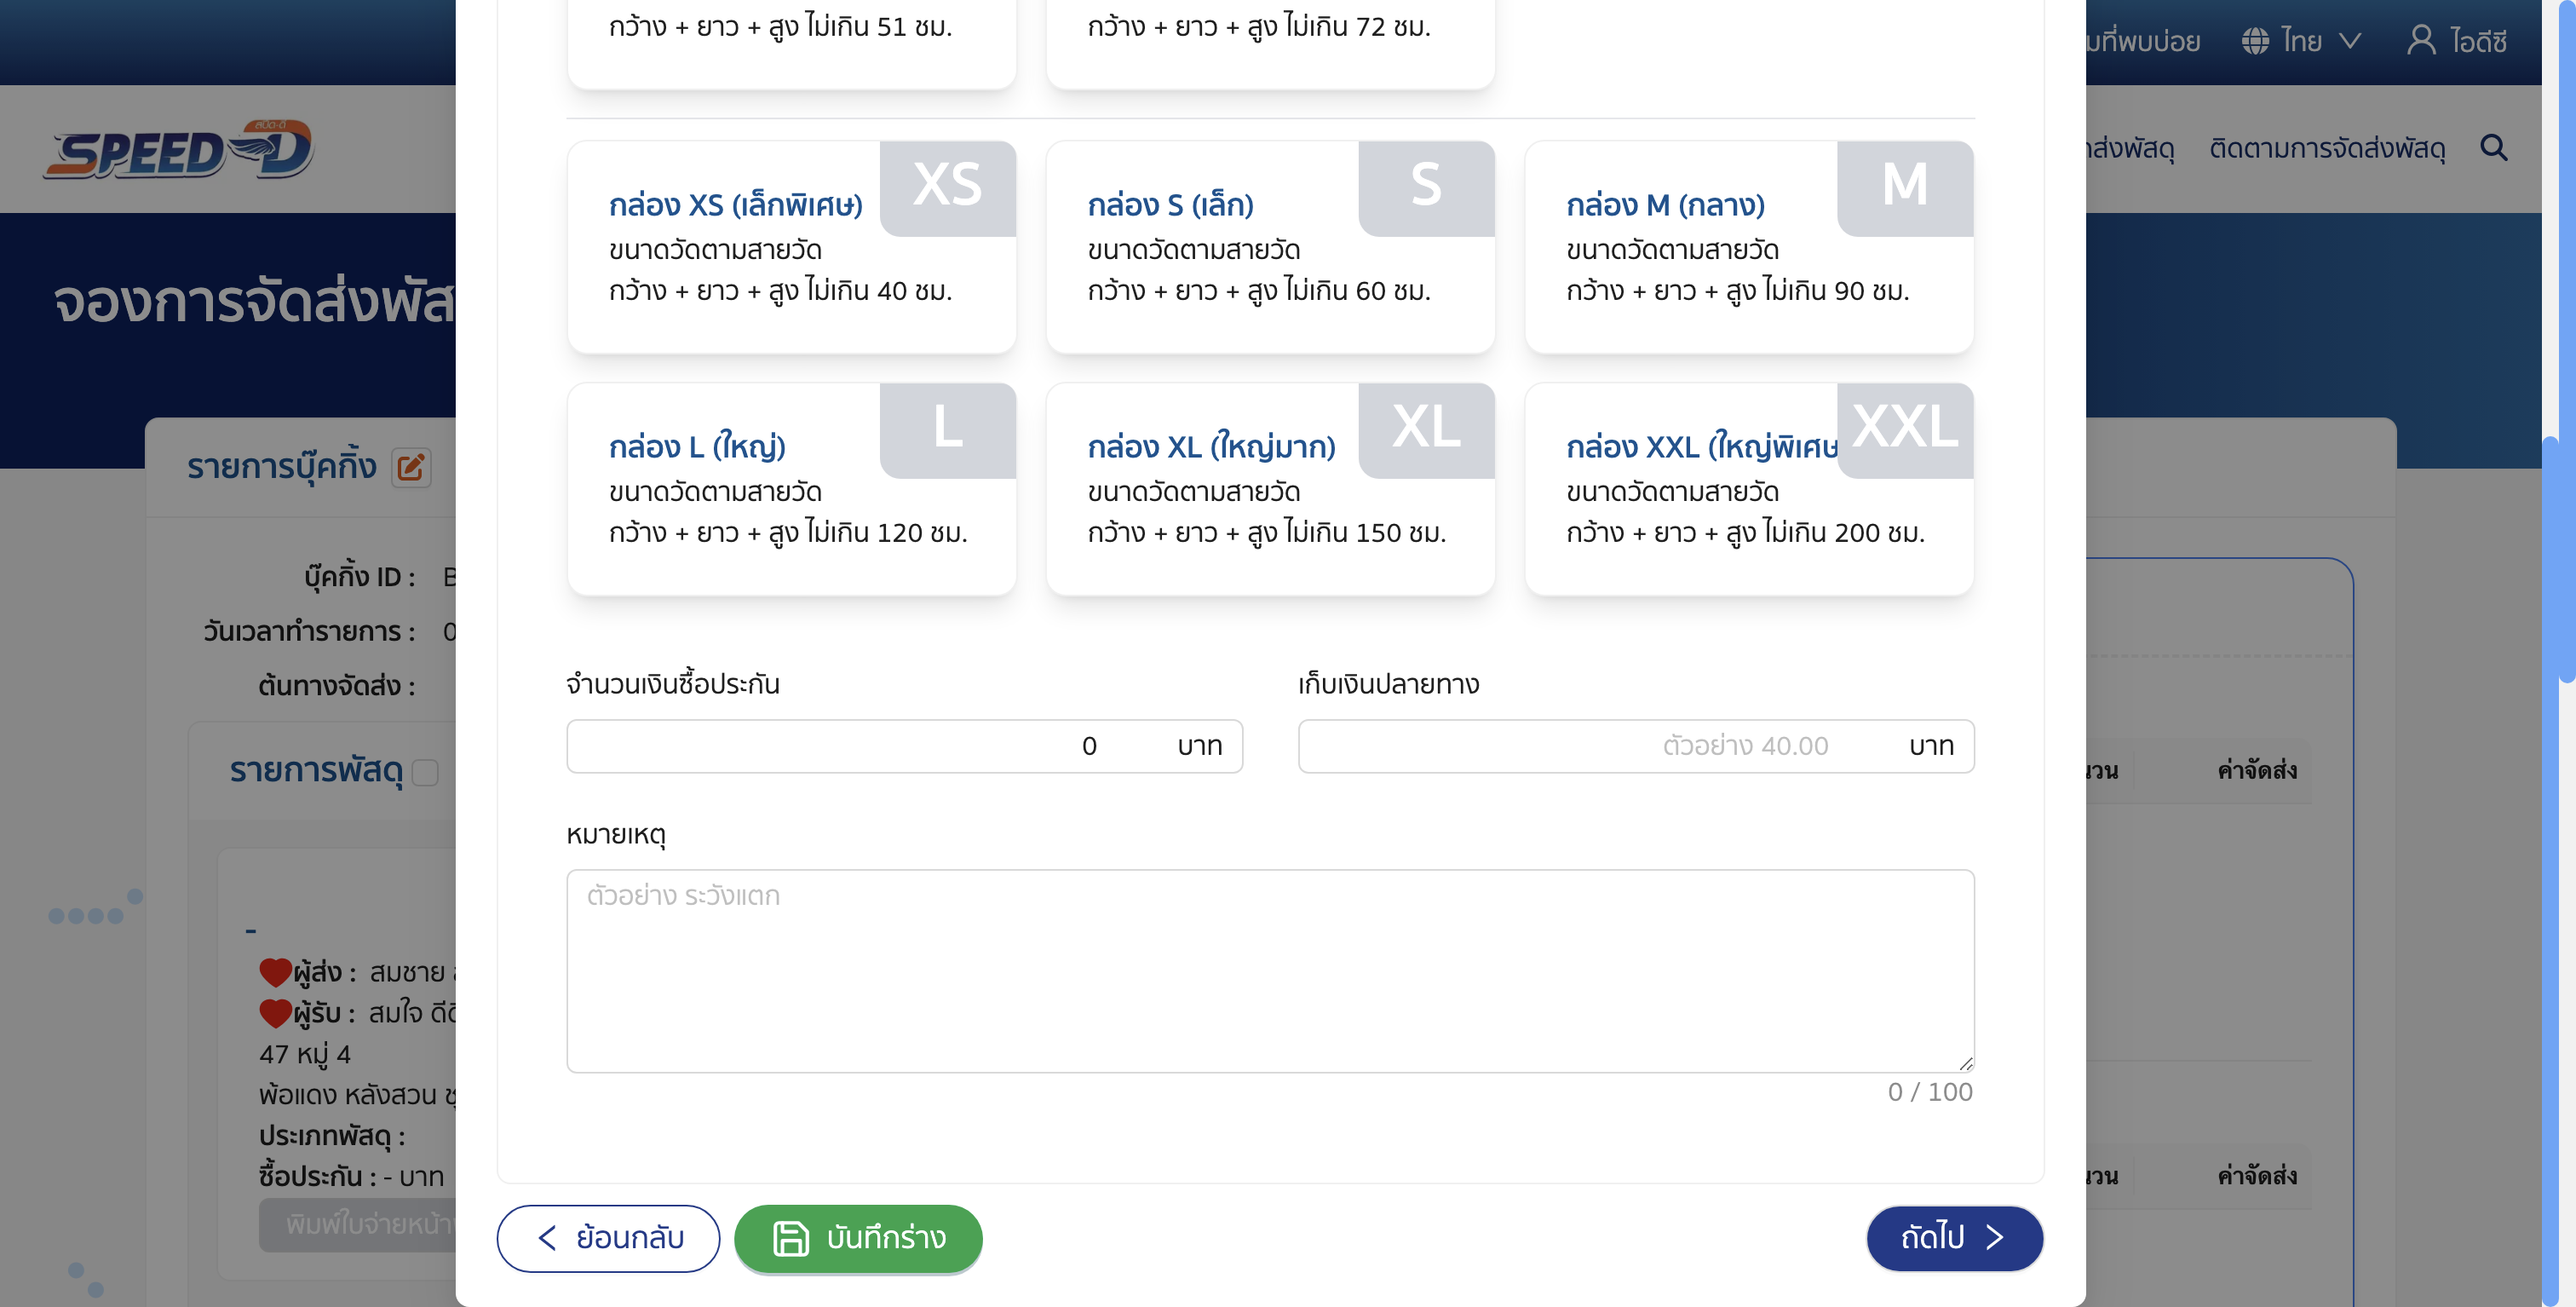 กว้าง + ยาว + สูง ไม่เกิน 51 ซม.
กว้าง + ยาว + สูง ไม่เกิน 72 ซม.
ที่พบบ่อย
ไทย
ไอดีซี
SPEED-D
สปีด-ดี
ส่งพัสดุ
ติดตามการจัดส่งพัสดุ
จองการจัดส่งพัส
XS
กล่อง XS (เล็กพิเศษ)
ขนาดวัดตามสายวัด
กว้าง + ยาว + สูง ไม่เกิน 40 ซม.
S
กล่อง S (เล็ก)
ขนาดวัดตามสายวัด
กว้าง + ยาว + สูง ไม่เกิน 60 ซม.
M
กล่อง M (กลาง)
ขนาดวัดตามสายวัด
กว้าง + ยาว + สูง ไม่เกิน 90 ซม.
L
กล่อง L (ใหญ่)
ขนาดวัดตามสายวัด
กว้าง + ยาว + สูง ไม่เกิน 120 ซม.
XL
กล่อง XL (ใหญ่มาก)
ขนาดวัดตามสายวัด
กว้าง + ยาว + สูง ไม่เกิน 150 ซม.
XXL
กล่อง XXL (ใหญ่พิเศษ
ขนาดวัดตามสายวัด
กว้าง + ยาว + สูง ไม่เกิน 200 ซม.
รายการบุ๊คกิ้ง
บุ๊คกิ้ง ID :
วันเวลาทำรายการ : 0
ต้นทางจัดส่ง :
รายการพัสดุ
-
ผู้ส่ง : สมชาย
ผู้รับ : สมใจ ดีดี
47 หมู่ 4
พ้อแดง หลังสวน ชุ
ประเภทพัสดุ :
ซื้อประกัน : - บาท
พิมพ์ใบจ่ายหน้า
จำนวนเงินซื้อประกัน
0 บาท
เก็บเงินปลายทาง
ตัวอย่าง 40.00 บาท
หมายเหตุ
ตัวอย่าง ระวังแตก
0 / 100
ย้อนกลับ
บันทึกร่าง
ถัดไป
ค่าจัดส่ง
ค่าจัดส่ง